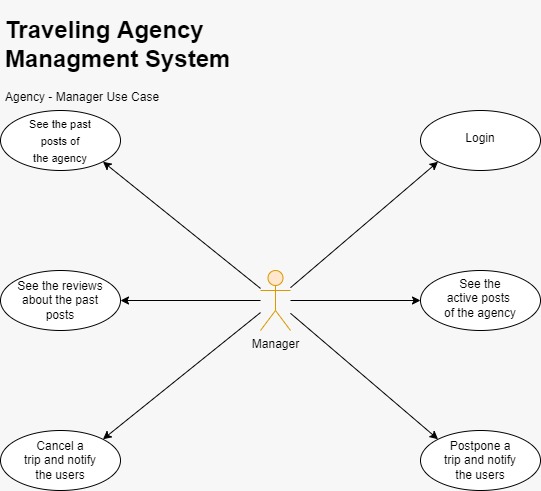 Traveling Agency
Managment System
Agency - Manager Use Case
See the past
posts of
the agency
Login
See the reviews
about the past
posts
See the
active posts
of the agency
Manager
Cancel a
trip and notify
the users
Postpone a
trip and notify
the users